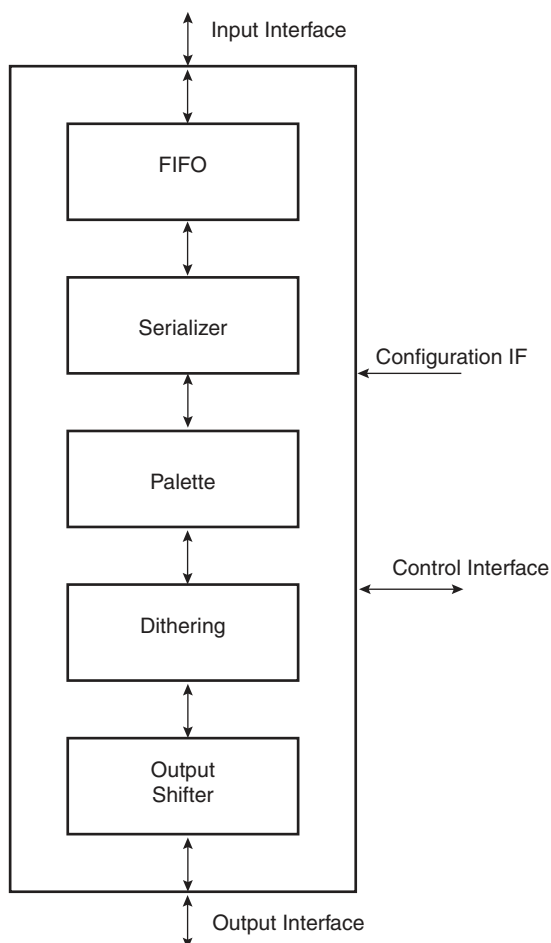 Input Interface
FIFO
Serializer
Configuration IF
Palette
Control Interface
Dithering
Output
Shifter
Output Interface